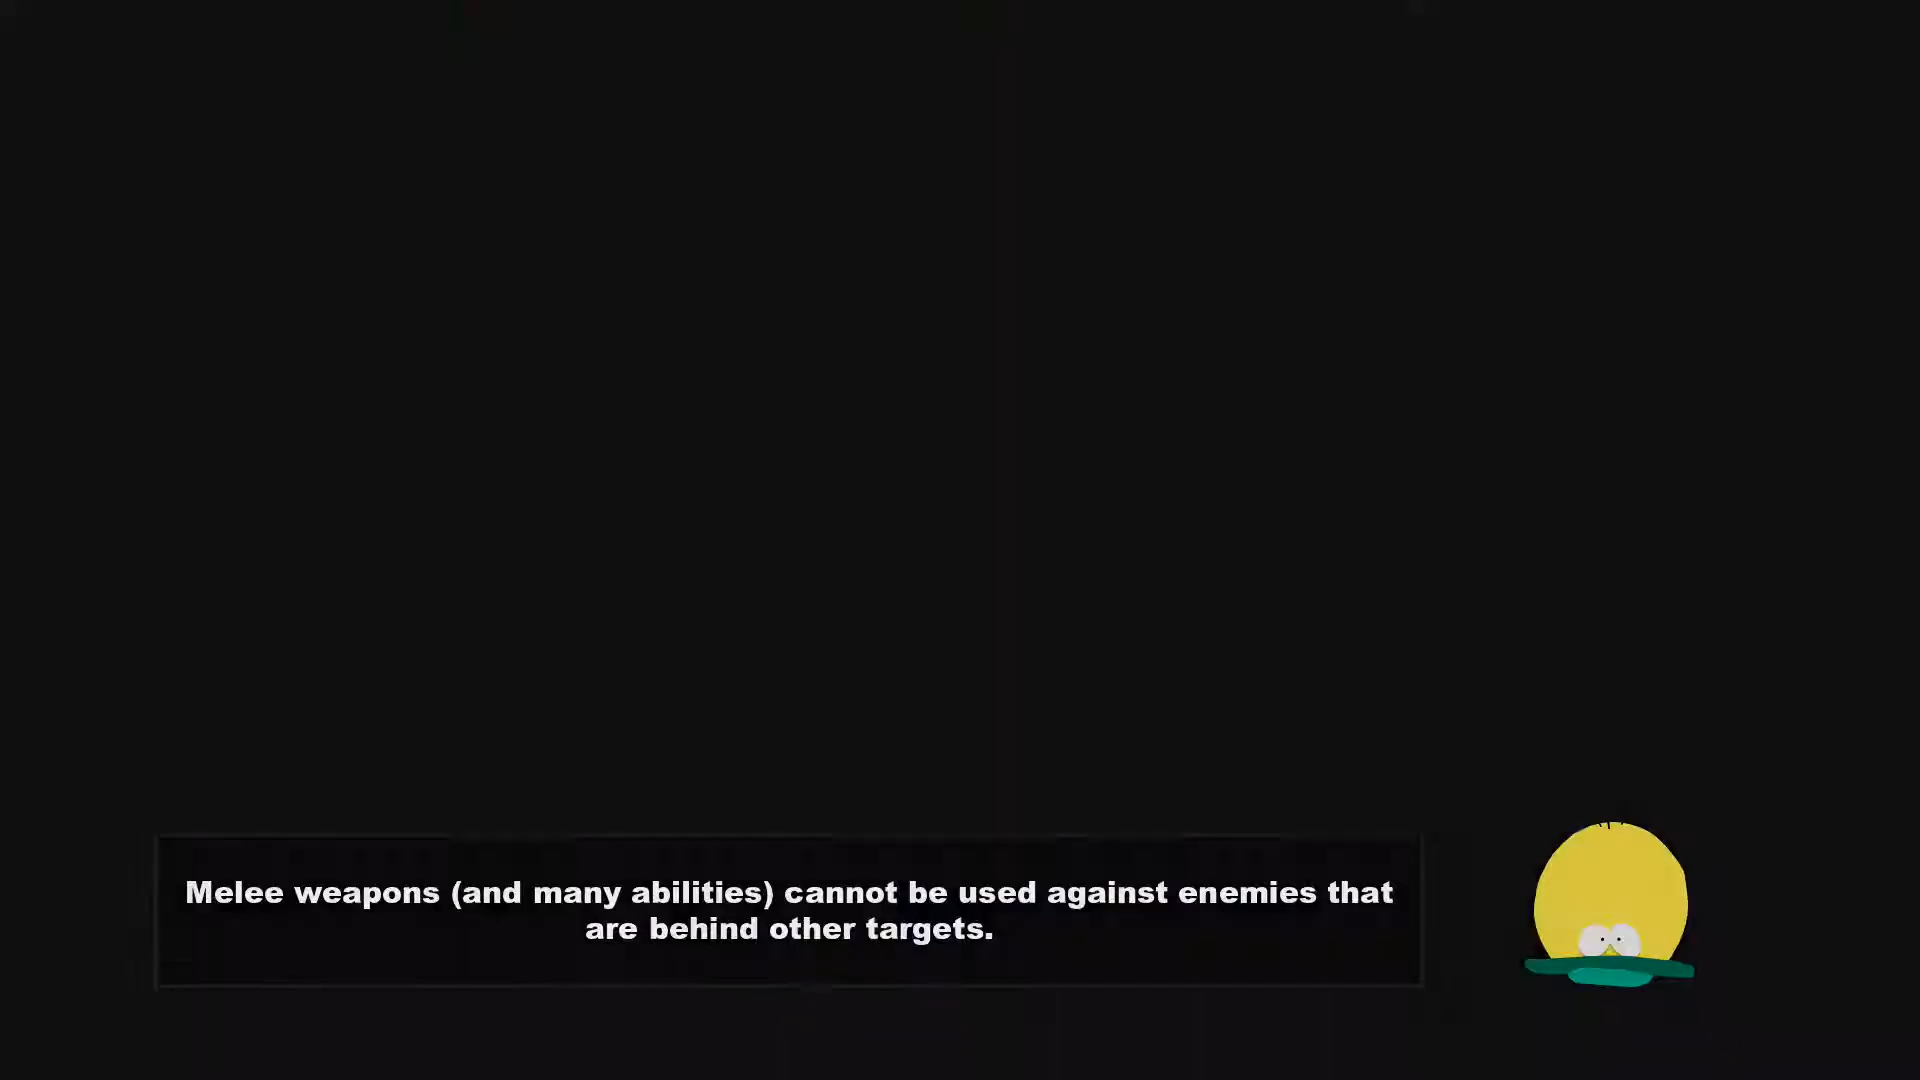 Melee weapons (and many abilities) cannot be used against enemies that
are behind other targets.